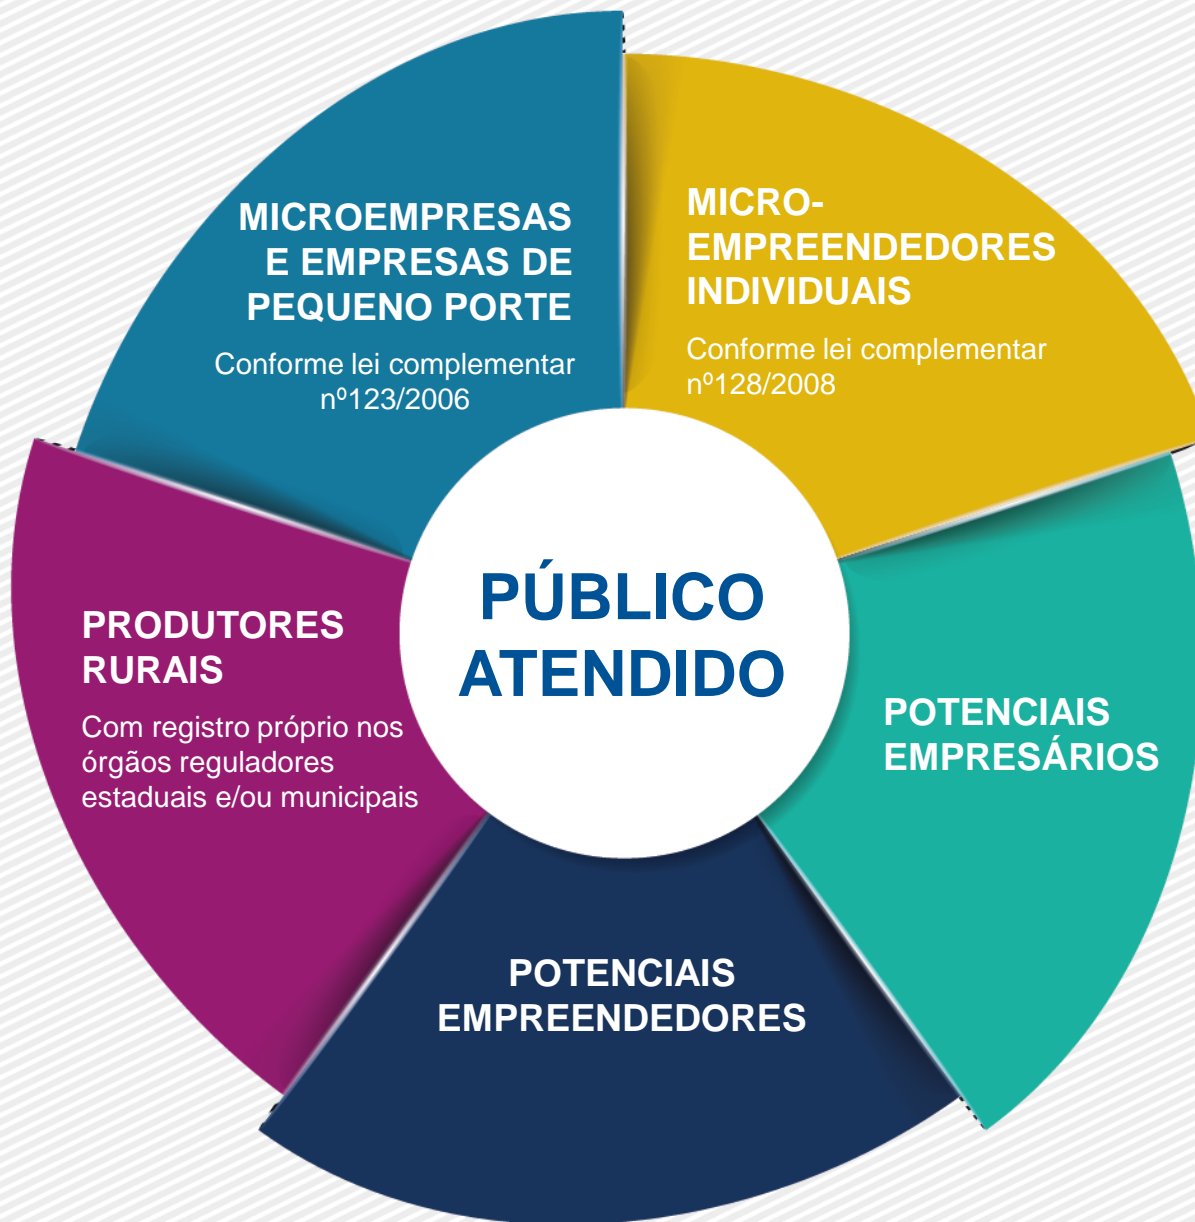 MICROEMPRESAS
E EMPRESAS DE
PEQUENO PORTE
Conforme lei complementar
nº123/2006
MICRO-
EMPREENDEDORES
INDIVIDUAIS
Conforme lei complementar
nº128/2008
PÚBLICO
ATENDIDO
PRODUTORES
RURAIS
Com registro próprio nos
órgãos reguladores
estaduais e/ou municipais
POTENCIAIS
EMPRESÁRIOS
POTENCIAIS
EMPREENDEDORES